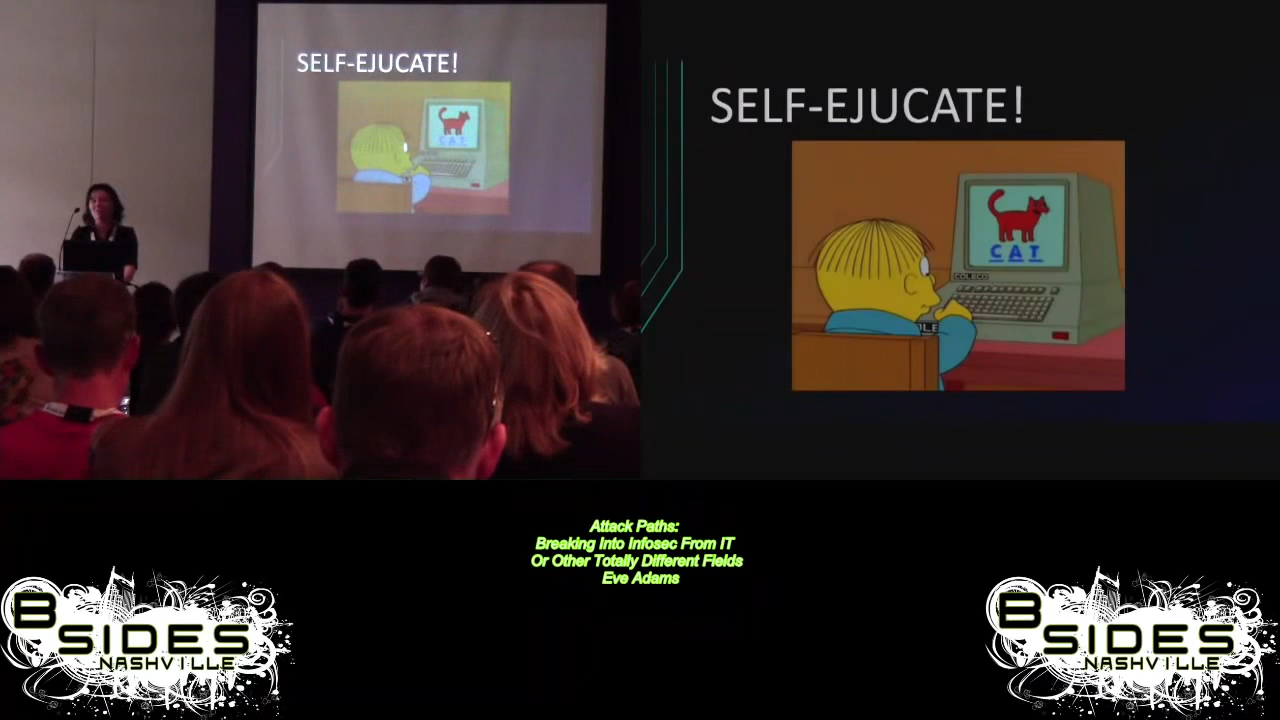 SELF-EJUCATE!
CAT
SELF-EJUCATE!
CAT
COLECO
OLE
Attack Paths:
Breaking Into Infosec From IT
Or Other Totally Different Fields
Eve Adams
B
SIDES
NASHVILLE
B
SIDES
NASHVILLE